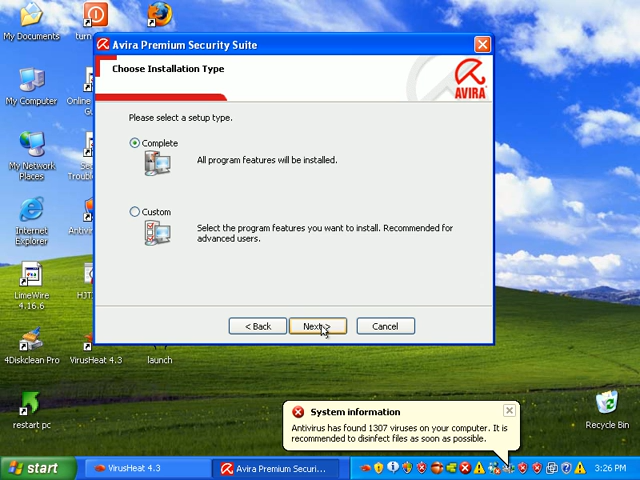 My Documents
turn
Avira Premium Security Suite
Choose Installation Type
AVIRA
Please select a setup type.
Complete
All program features will be installed.
Custom
Select the program features you want to install. Recommended for
advanced users.
< Back
Next >
Cancel
My Computer
Online
My Network
Places
Internet
Explorer
LimeWire
4.16.6
4Diskclean Pro
VirusHeat 4.3
launch
restart pc
Recycle Bin
System information
Antivirus has found 1307 viruses on your computer. It is
recommended to disinfect files as soon as possible.
start
VirusHeat 4.3
Avira Premium Securi...
3:26 PM